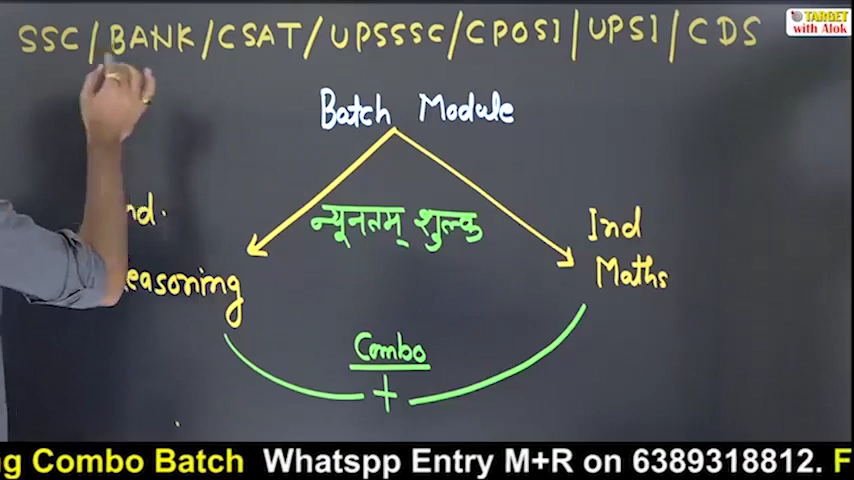 SSC/BANK/CSAT/UPSSSC/CPOSI/UPSI/CDS
TARGET
with Alok
Batch Module
न्यूनतम् शुल्क
Ind
Maths
Combo
+
ng Combo Batch Whatspp Entry M+R on 6389318812. F